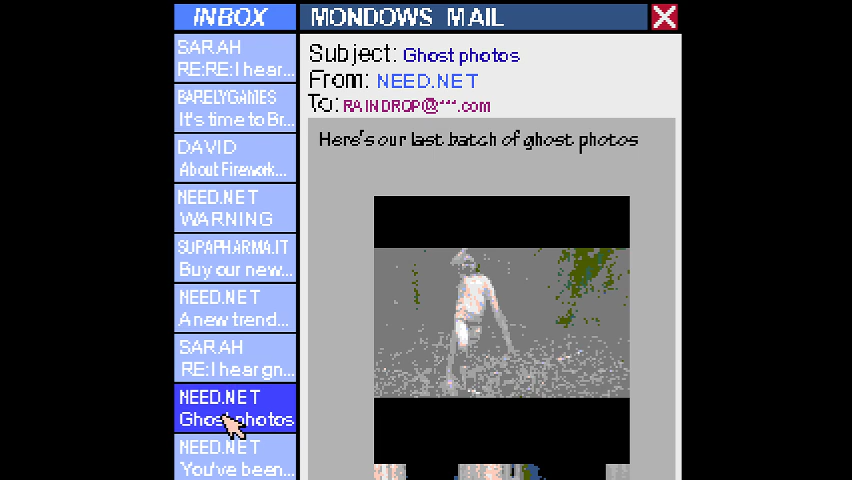 INBOX
MONDOWS MAIL
SARAH
RE:RE:I hear...
BARELYGAMES
It's time to Br...
DAVID
About Firework...
NEED.NET
WARNING
SUPAPHARMA.IT
Buy our new...
NEED.NET
A new trend...
SARAH
RE:I hear gn...
NEED.NET
Ghost photos
NEED.NET
You've been...
Subject: Ghost photos
From: NEED.NET
To: RAINDROP@***.com
Here's our last batch of ghost photos